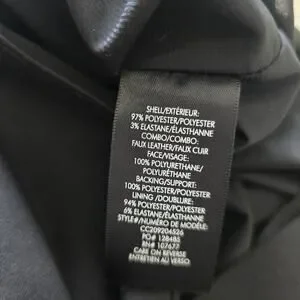 SHELL/EXTÉRIEUR:
97% POLYESTER/POLYESTER
3% ELASTANE/ÉLASTHANNE
COMBO/COMBO:
FAUX LEATHER/FAUX CUIR
FACE/VISAGE:
100% POLYURETHANE/
POLYURÉTHANE
BACKING/SUPPORT:
100% POLYESTER/POLYESTER
LINING /DOUBLURE:
94% POLYESTER/POLYESTER
6% ELASTANE/ÉLASTHANNE
STYLE#/NUMÉRO DE MODÈLE:
CC209204526
PO# 128485
RN# 107677
CARE ON REVERSE
ENTRETIEN AU VERSO